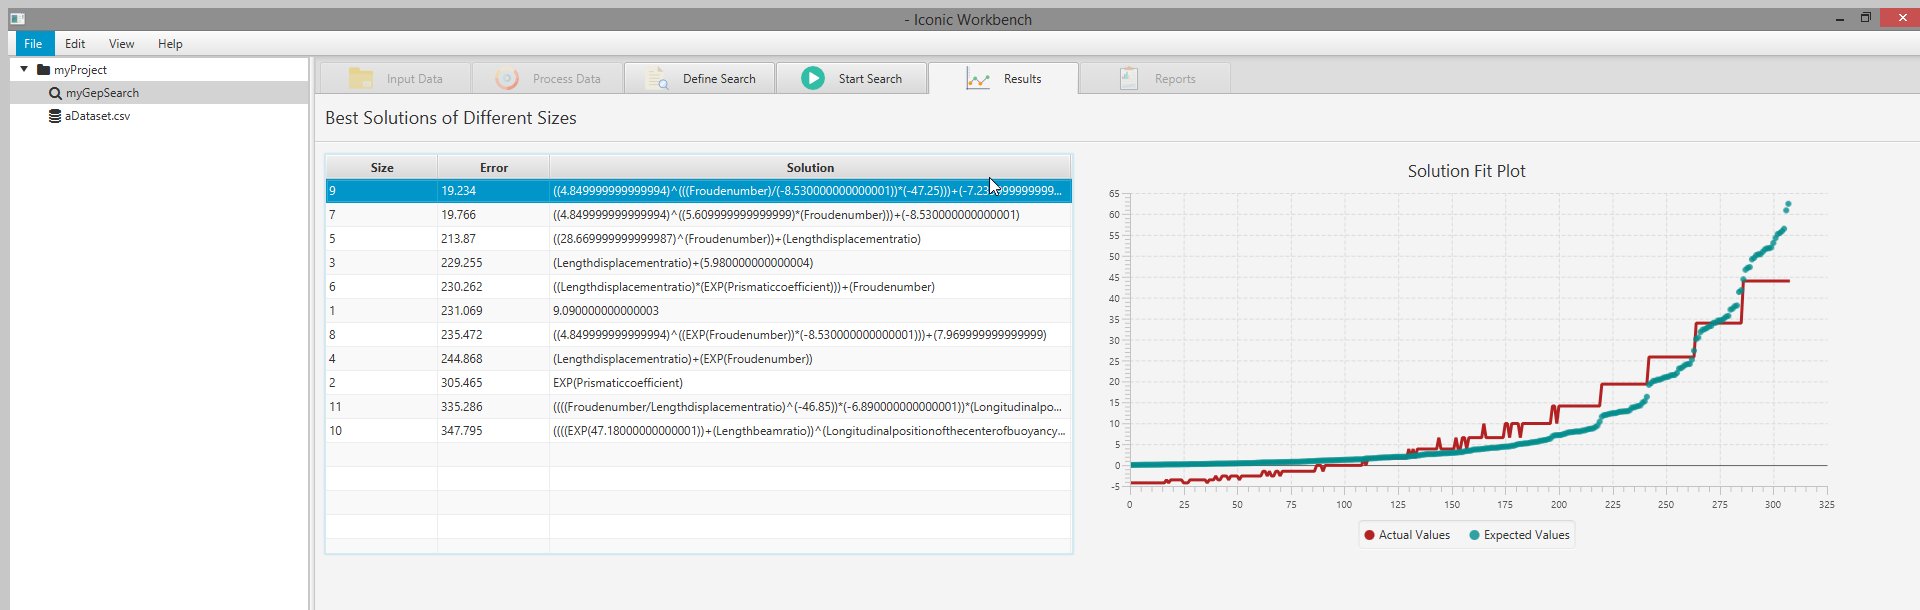 - Iconic Workbench
File Edit View Help
myProject
myGepSearch
aDataset.csv
Input Data Process Data Define Search Start Search Results Reports
Best Solutions of Different Sizes
Size Error Solution
9 19.234 ((4.849999999999994)^(((Froudenumber)/(-8.530000000000001))*(-47.25)))+(-7.23 99999999...
7 19.766 ((4.849999999999994)^((5.609999999999999)*(Froudenumber)))+(-8.530000000000001)
5 213.87 ((28.669999999999987)^(Froudenumber))+(Lengthdisplacementratio)
3 229.255 (Lengthdisplacementratio)+(5.980000000000004)
6 230.262 ((Lengthdisplacementratio)*(EXP(Prismaticcoefficient)))+(Froudenumber)
1 231.069 9.090000000000003
8 235.472 ((4.849999999999994)^((EXP(Froudenumber))*(-8.530000000000001)))+(7.969999999999999)
4 244.868 (Lengthdisplacementratio)+(EXP(Froudenumber))
2 305.465 EXP(Prismaticcoefficient)
11 335.286 ((((Froudenumber/Lengthdisplacementratio)^(-46.85))*(-6.890000000000001))*(Longitudinalpo...
10 347.795 ((((EXP(47.18000000000001))+(Lengthbeamratio))^(Longitudinalpositionofthecenterofbuoyancy...
Solution Fit Plot
65
60
55
50
45
40
35
30
25
20
15
10
5
0
-5
0 25 50 75 100 125 150 175 200 225 250 275 300 325
Actual Values Expected Values